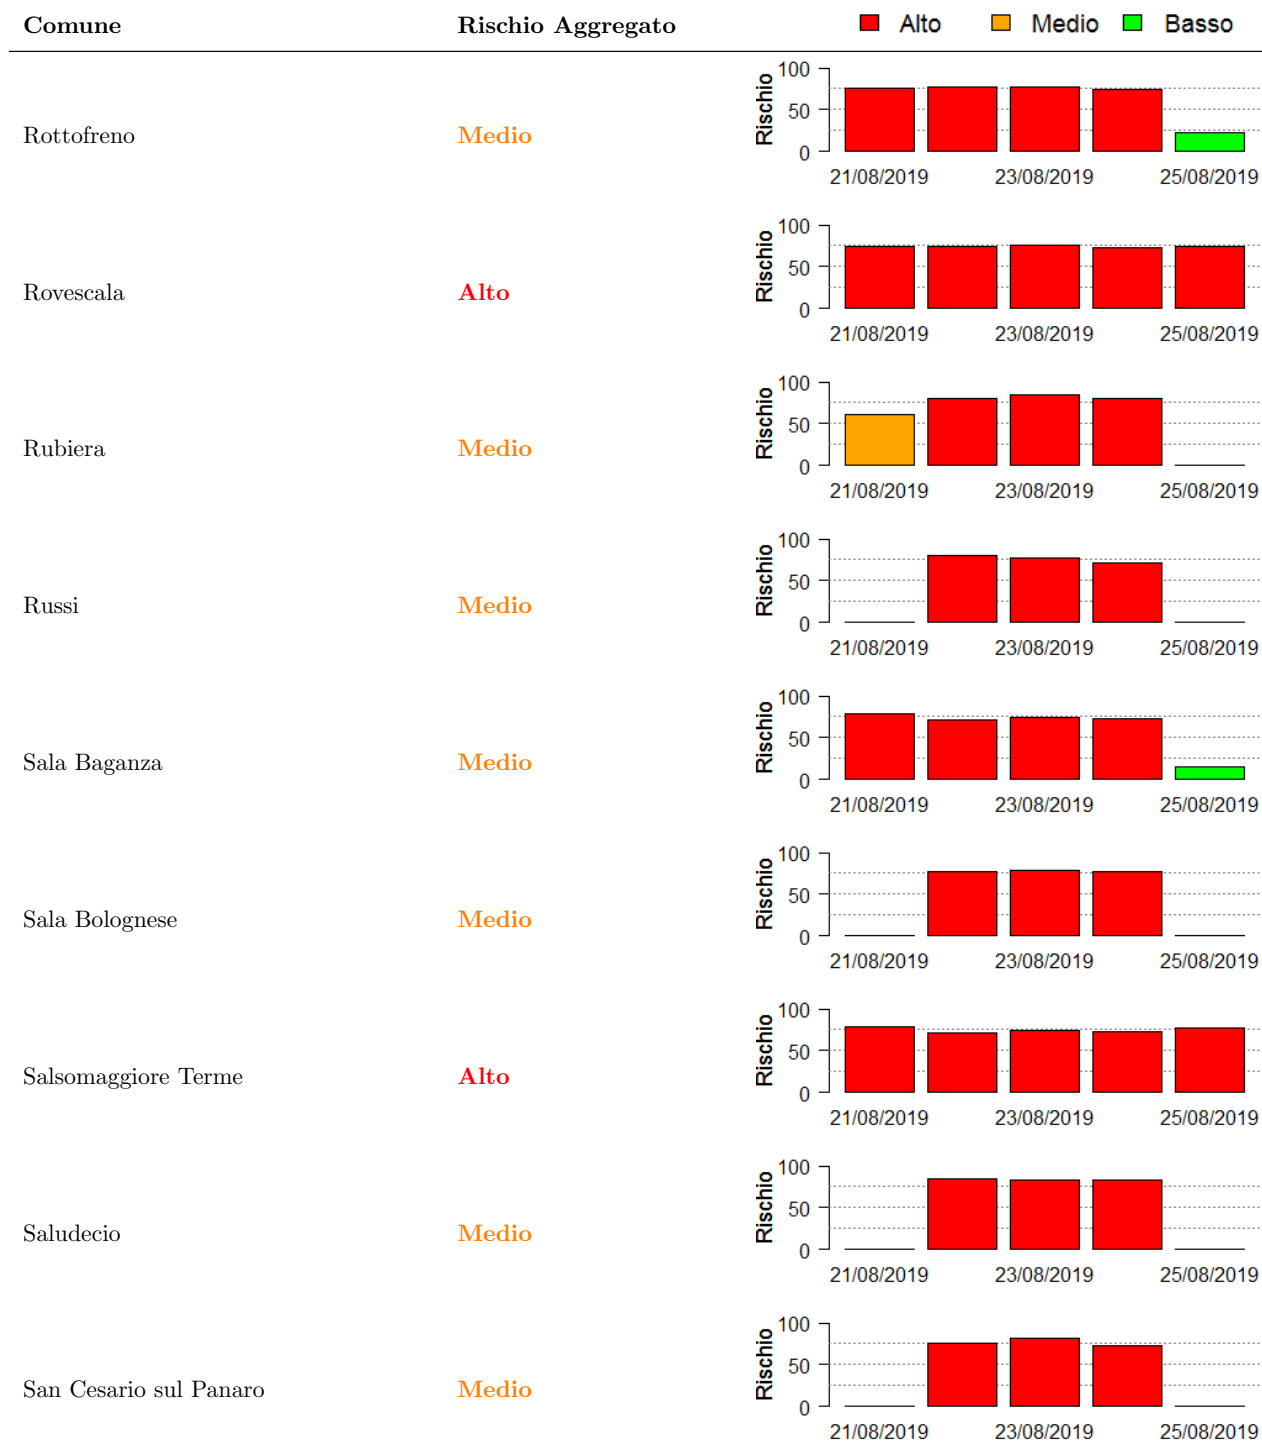 Comune Rischio Aggregato Alto Medio Basso
Rottofreno Medio
Rischio
100
50
0
21/08/2019 23/08/2019 25/08/2019
Rovescala Alto
Rischio
100
50
0
21/08/2019 23/08/2019 25/08/2019
Rubiera Medio
Rischio
100
50
0
21/08/2019 23/08/2019 25/08/2019
Russi Medio
Rischio
100
50
0
21/08/2019 23/08/2019 25/08/2019
Sala Baganza Medio
Rischio
100
50
0
21/08/2019 23/08/2019 25/08/2019
Sala Bolognese Medio
Rischio
100
50
0
21/08/2019 23/08/2019 25/08/2019
Salsomaggiore Terme Alto
Rischio
100
50
0
21/08/2019 23/08/2019 25/08/2019
Saludecio Medio
Rischio
100
50
0
21/08/2019 23/08/2019 25/08/2019
San Cesario sul Panaro Medio
Rischio
100
50
0
21/08/2019 23/08/2019 25/08/2019